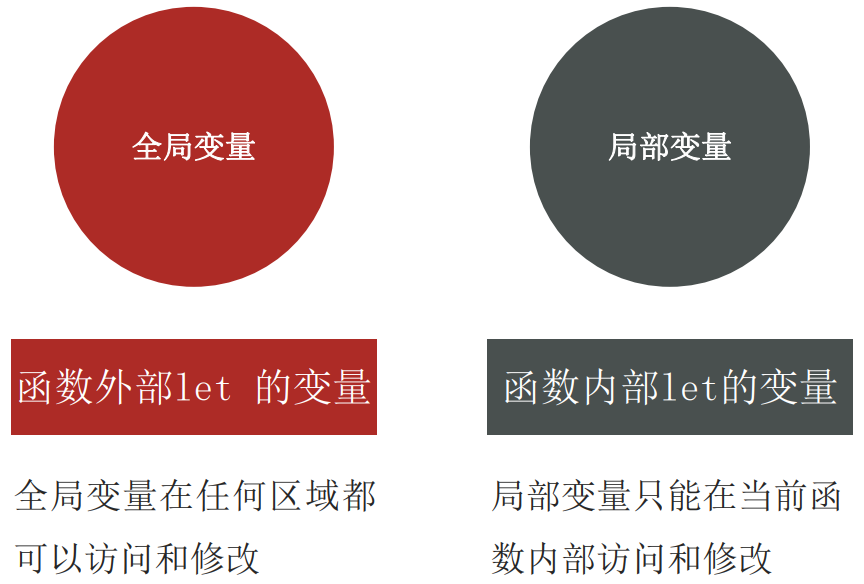 全局变量
局部变量
函数外部let 的变量
函数内部let的变量
全局变量在任何区域都
可以访问和修改
局部变量只能在当前函
数内部访问和修改